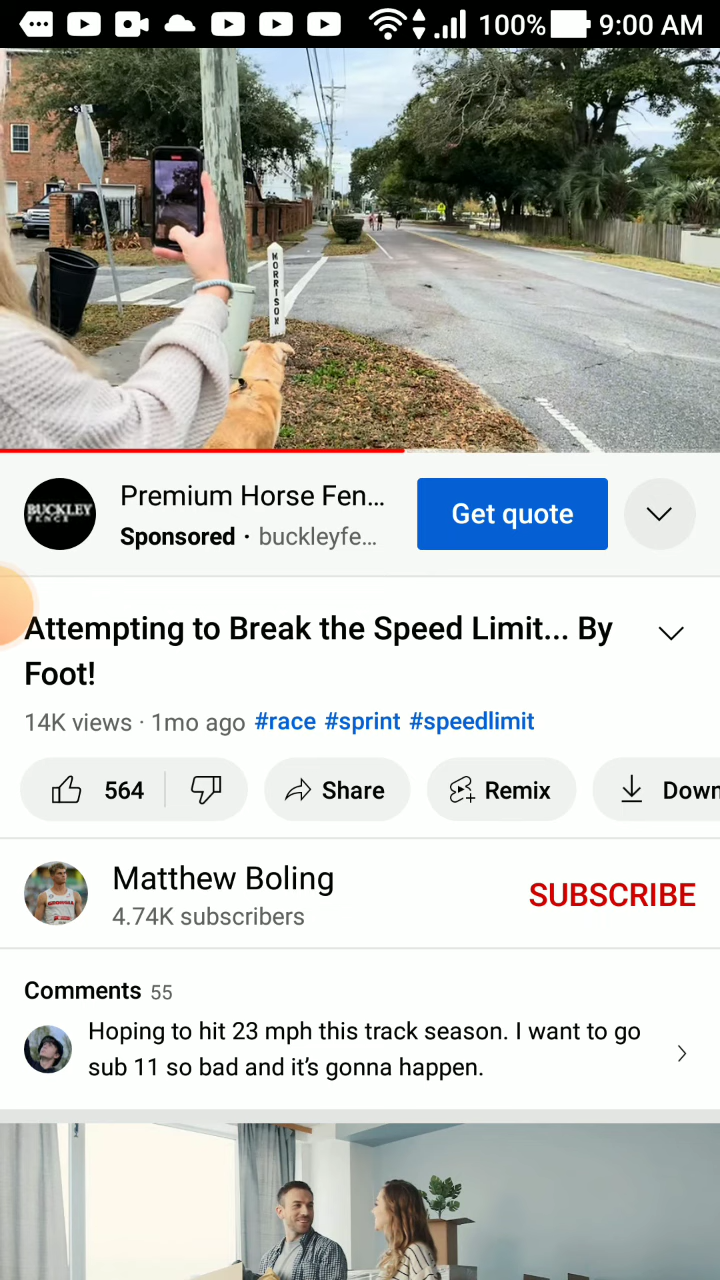 100% 9:00 AM
MORRISON
BUCKLEY
FENCE
Premium Horse Fen...
Get quote
Sponsored · buckleyfe...
Attempting to Break the Speed Limit... By
Foot!
14K views · 1mo ago #race #sprint #speedlimit
564 Share Remix Down
Matthew Boling
4.74K subscribers
SUBSCRIBE
Comments 55
Hoping to hit 23 mph this track season. I want to go
sub 11 so bad and it's gonna happen.